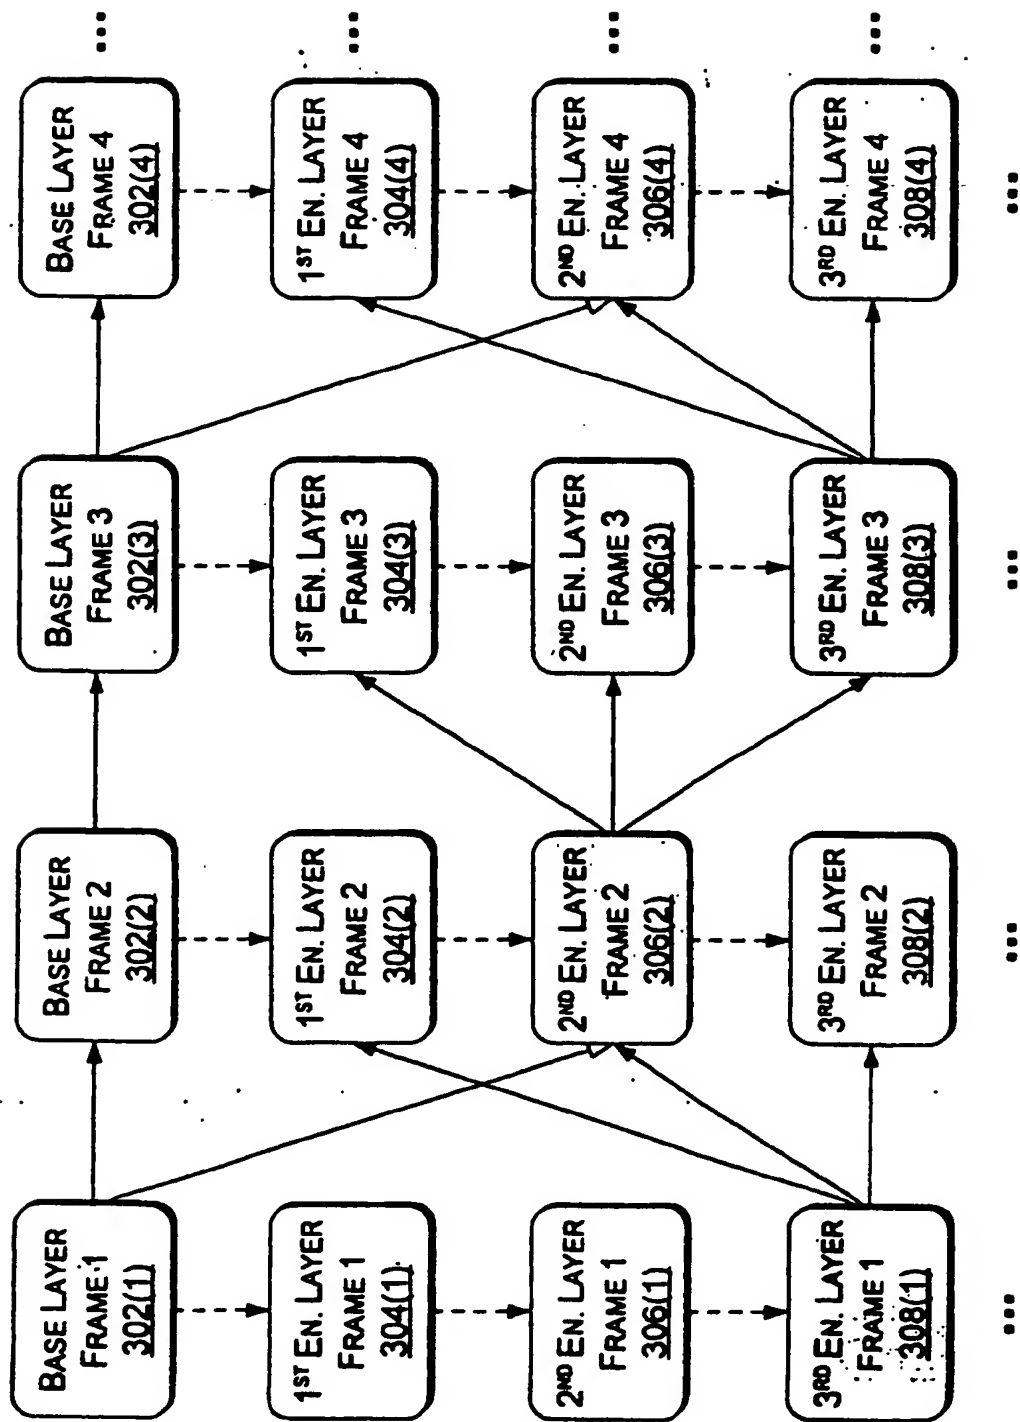 BASE LAYER
FRAME 1
302(1)
BASE LAYER
FRAME 2
302(2)
BASE LAYER
FRAME 3
302(3)
BASE LAYER
FRAME 4
302(4)
...
1ST EN. LAYER
FRAME 1
304(1)
1ST EN. LAYER
FRAME 2
304(2)
1ST EN. LAYER
FRAME 3
304(3)
1ST EN. LAYER
FRAME 4
304(4)
...
2ND EN. LAYER
FRAME 1
306(1)
2ND EN. LAYER
FRAME 2
306(2)
2ND EN. LAYER
FRAME 3
306(3)
2ND EN. LAYER
FRAME 4
306(4)
...
3RD EN. LAYER
FRAME 1
308(1)
3RD EN. LAYER
FRAME 2
308(2)
3RD EN. LAYER
FRAME 3
308(3)
3RD EN. LAYER
FRAME 4
308(4)
...
... ... ... ...